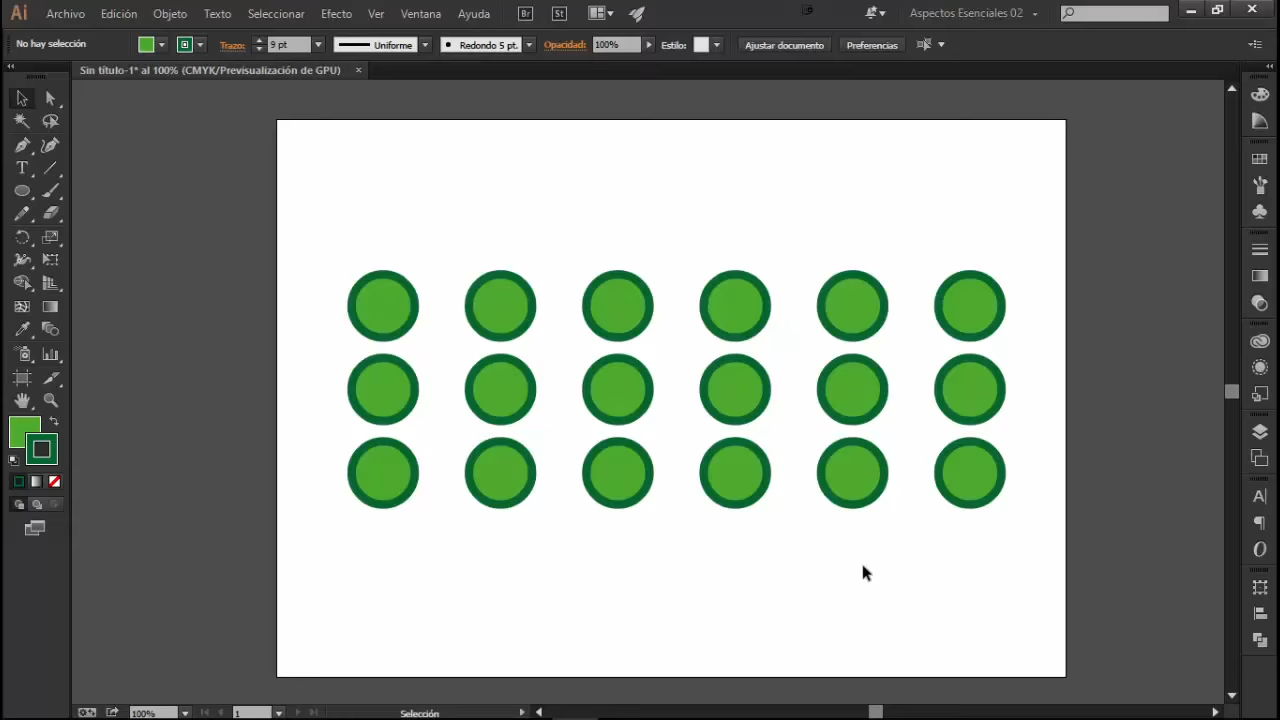 Ai Archivo Edición Objeto Texto Seleccionar Efecto Ver Ventana Ayuda Br St Aspectos Esenciales 02
No hay selección Trazo: 9 pt Uniforme Redondo 5 pt. Opacidad: 100% Estilo: Ajustar documento Preferencias
Sin título-1* al 100% (CMYK/Previsualización de GPU) ×
100% 1 Selección